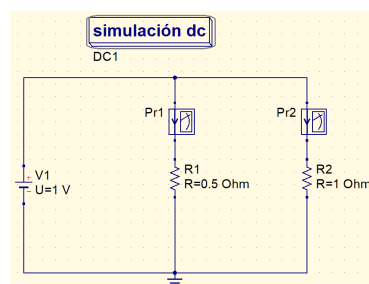 simulación dc
DC1
Pr1
Pr2
V1
U=1 V
R1
R=0.5 Ohm
R2
R=1 Ohm